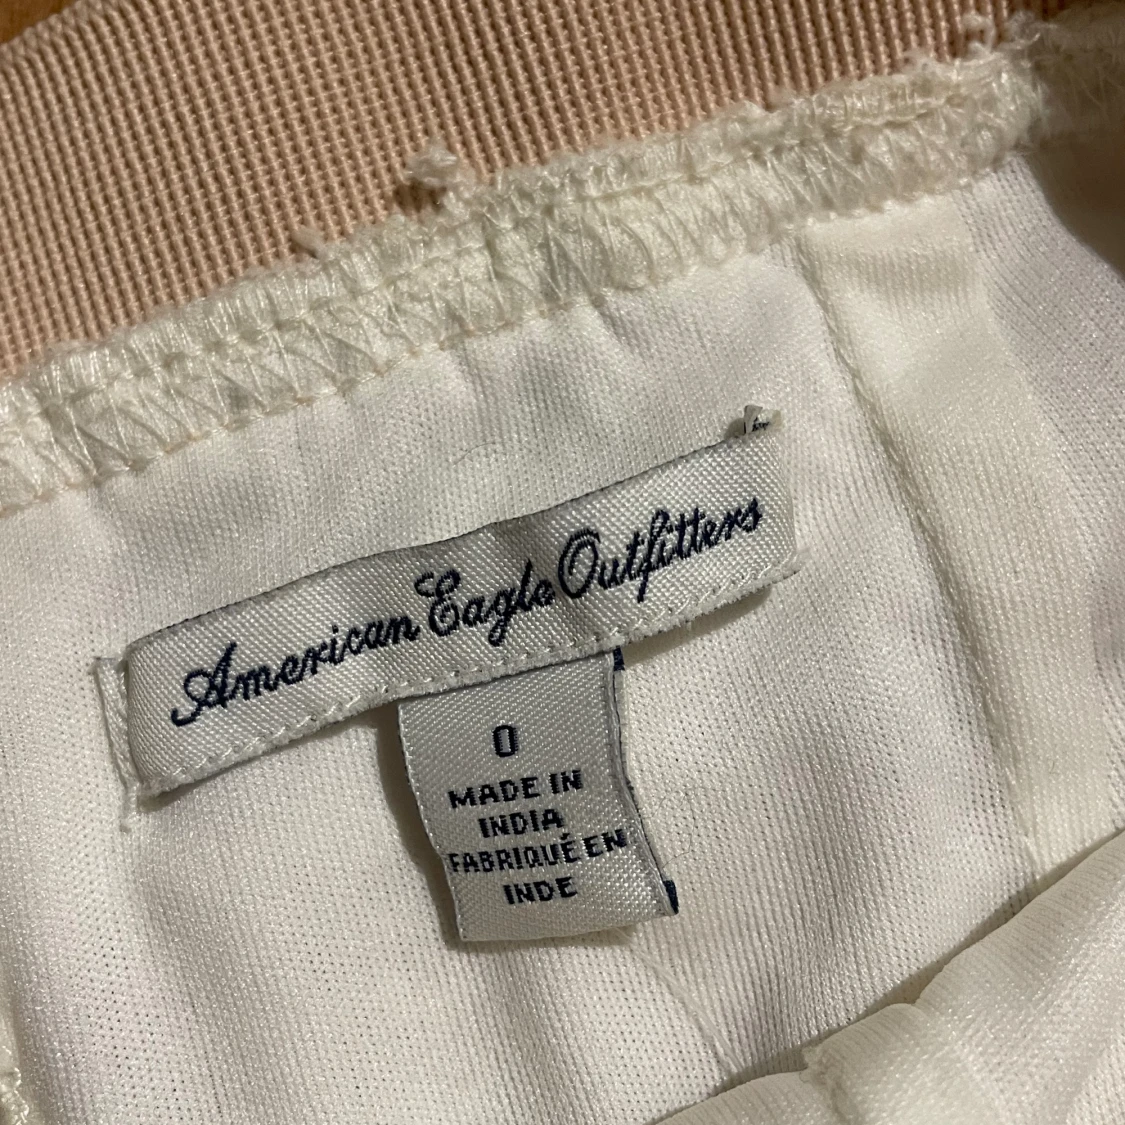 American Eagle Outfitters
0
MADE IN
INDIA
FABRIQUÉ EN
INDE